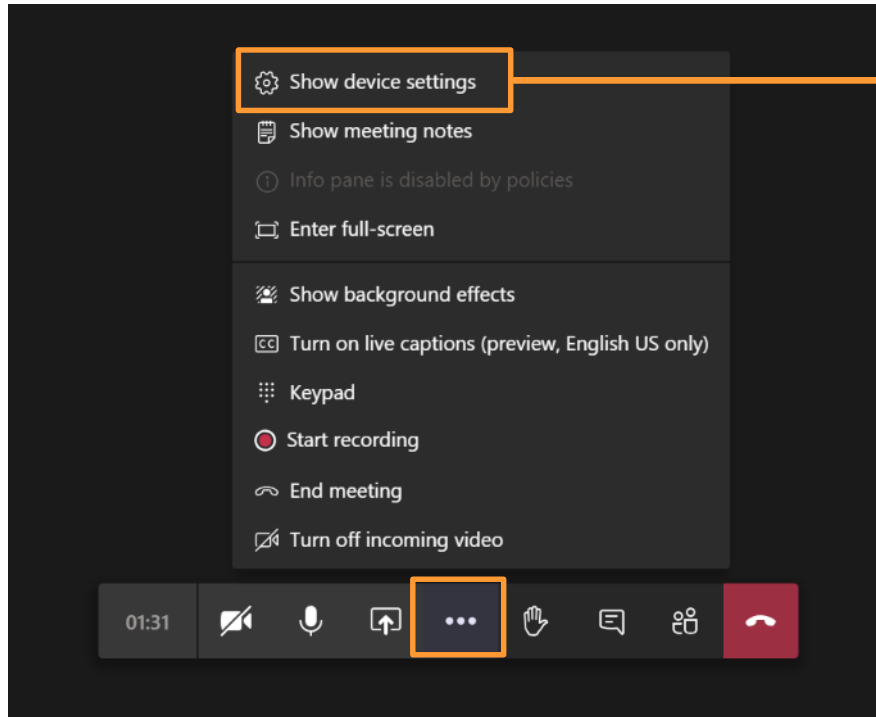 Show device settings
Show meeting notes
Info pane is disabled by policies
Enter full-screen
Show background effects
CC Turn on live captions (preview, English US only)
Keypad
Start recording
End meeting
Turn off incoming video
01:31